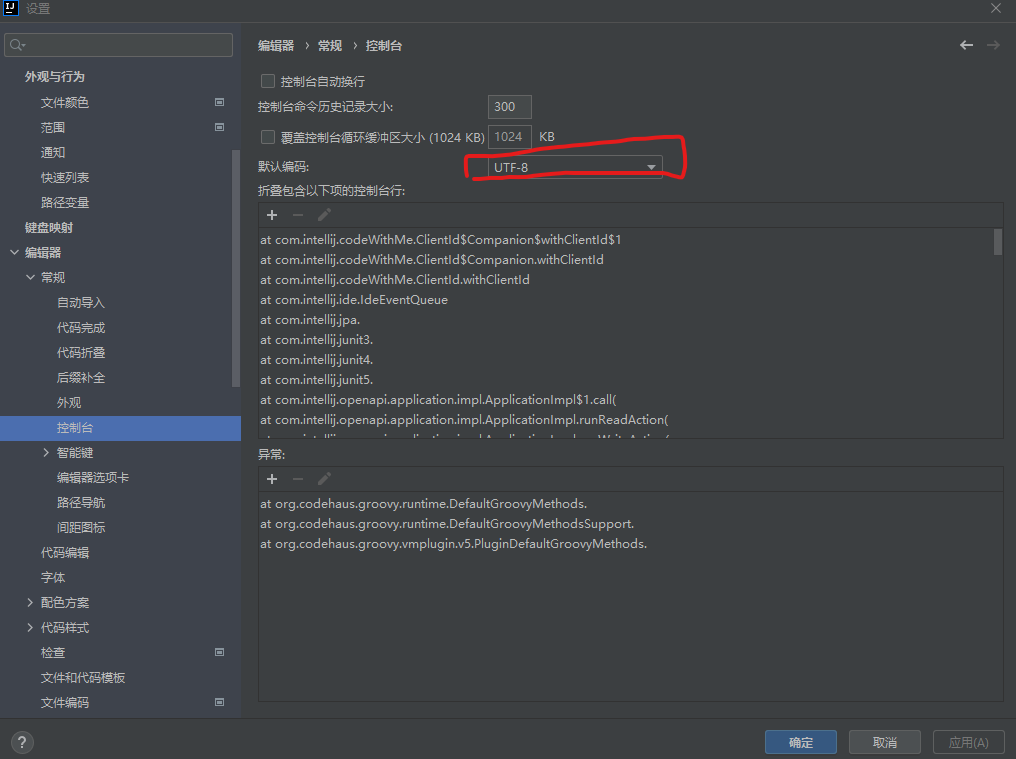 设置
外观与行为
文件颜色
范围
通知
快速列表
路径变量
键盘映射
编辑器
常规
自动导入
代码完成
代码折叠
后缀补全
外观
控制台
智能键
编辑器选项卡
路径导航
间距图标
代码编辑
字体
配色方案
代码样式
检查
文件和代码模板
文件编码
编辑器 › 常规 › 控制台
控制台自动换行
控制台命令历史记录大小: 300
覆盖控制台循环缓冲区大小 (1024 KB) 1024 KB
默认编码: UTF-8
折叠包含以下项的控制台行:
at com.intellij.codeWithMe.ClientId$Companion$withClientId$1
at com.intellij.codeWithMe.ClientId$Companion.withClientId
at com.intellij.codeWithMe.ClientId.withClientId
at com.intellij.ide.IdeEventQueue
at com.intellij.jpa.
at com.intellij.junit3.
at com.intellij.junit4.
at com.intellij.junit5.
at com.intellij.openapi.application.impl.ApplicationImpl$1.call(
at com.intellij.openapi.application.impl.ApplicationImpl.runReadAction(
异常:
at org.codehaus.groovy.runtime.DefaultGroovyMethods.
at org.codehaus.groovy.runtime.DefaultGroovyMethodsSupport.
at org.codehaus.groovy.vmplugin.v5.PluginDefaultGroovyMethods.
?
确定
取消
应用(A)